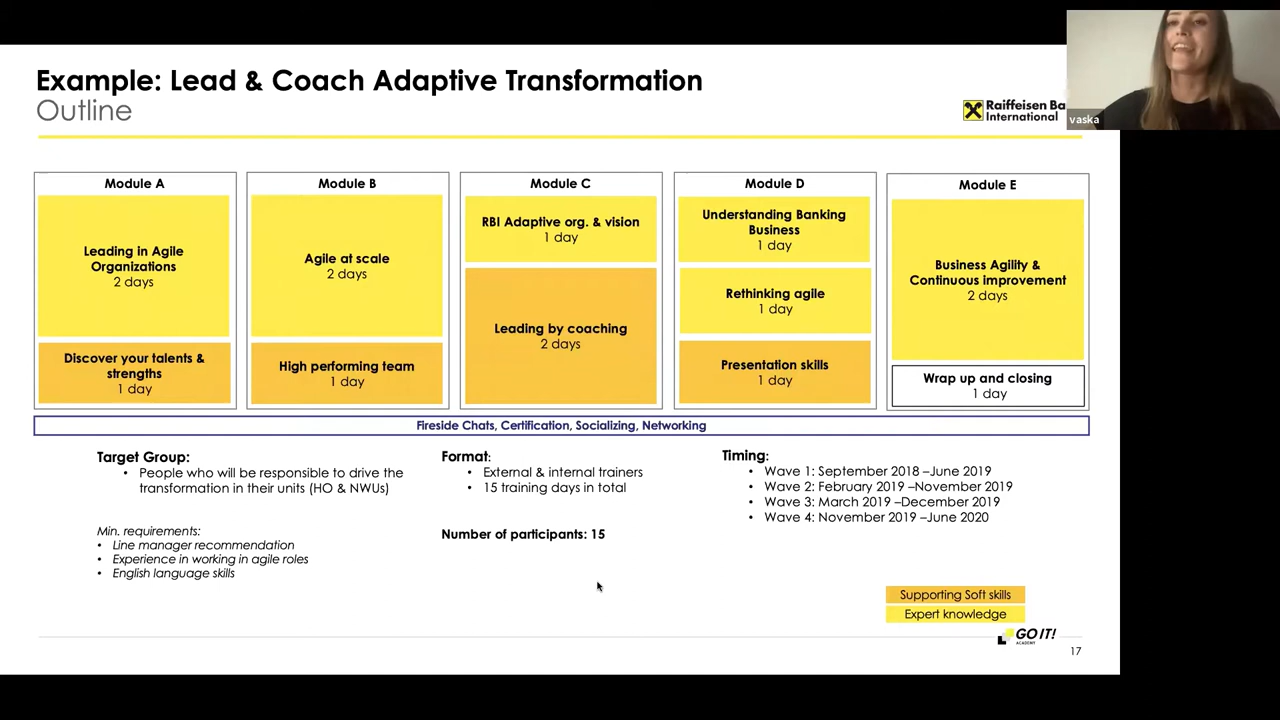 Example: Lead & Coach Adaptive Transformation
Outline
Raiffeisen Ba
International
vaska
Module A
Leading in Agile
Organizations
2 days
Discover your talents &
strengths
1 day
Module B
Agile at scale
2 days
High performing team
1 day
Module C
RBI Adaptive org. & vision
1 day
Leading by coaching
2 days
Module D
Understanding Banking
Business
1 day
Rethinking agile
1 day
Presentation skills
1 day
Module E
Business Agility &
Continuous improvement
2 days
Wrap up and closing
1 day
Fireside Chats, Certification, Socializing, Networking
Target Group:
• People who will be responsible to drive the
transformation in their units (HO & NWUs)
Min. requirements:
• Line manager recommendation
• Experience in working in agile roles
• English language skills
Format:
• External & internal trainers
• 15 training days in total
Number of participants: 15
Timing:
• Wave 1: September 2018 –June 2019
• Wave 2: February 2019 –November 2019
• Wave 3: March 2019 –December 2019
• Wave 4: November 2019 –June 2020
Supporting Soft skills
Expert knowledge
GO IT!
ACADEMY
17